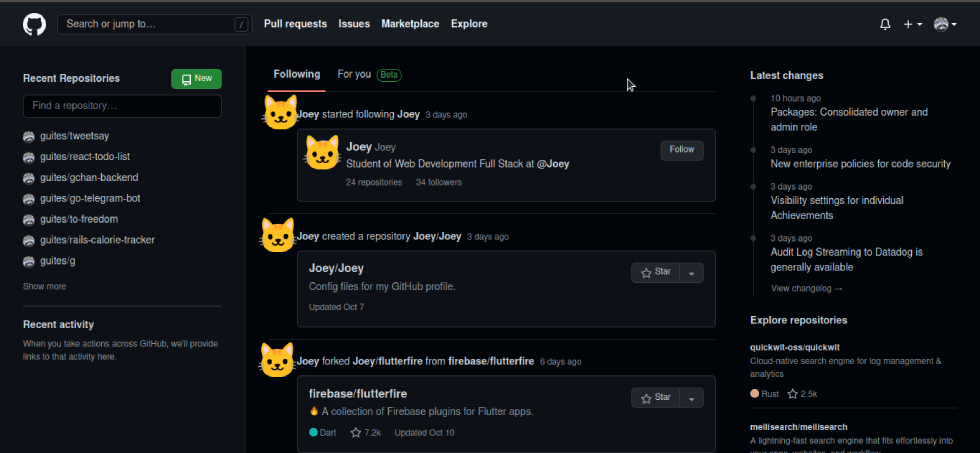 Search or jump to… /
Pull requests Issues Marketplace Explore
Recent Repositories
New
Find a repository…
guites/tweetsay
guites/react-todo-list
guites/gchan-backend
guites/go-telegram-bot
guites/to-freedom
guites/rails-calorie-tracker
guites/g
Show more
Recent activity
When you take actions across GitHub, we'll provide
links to that activity here.
Following For you Beta
Joey started following Joey 3 days ago
Joey Joey
Follow
Student of Web Development Full Stack at @Joey
24 repositories 34 followers
Joey created a repository Joey/Joey 3 days ago
Joey/Joey
Star
Config files for my GitHub profile.
Updated Oct 7
Joey forked Joey/flutterfire from firebase/flutterfire 6 days ago
firebase/flutterfire
Star
A collection of Firebase plugins for Flutter apps.
Dart 7.2k Updated Oct 10
Latest changes
10 hours ago
Packages: Consolidated owner and
admin role
3 days ago
New enterprise policies for code security
3 days ago
Visibility settings for individual
Achievements
3 days ago
Audit Log Streaming to Datadog is
generally available
View changelog →
Explore repositories
quickwit-oss/quickwit
Cloud-native search engine for log management &
analytics
Rust 2.5k
meilisearch/meilisearch
A lightning-fast search engine that fits effortlessly into